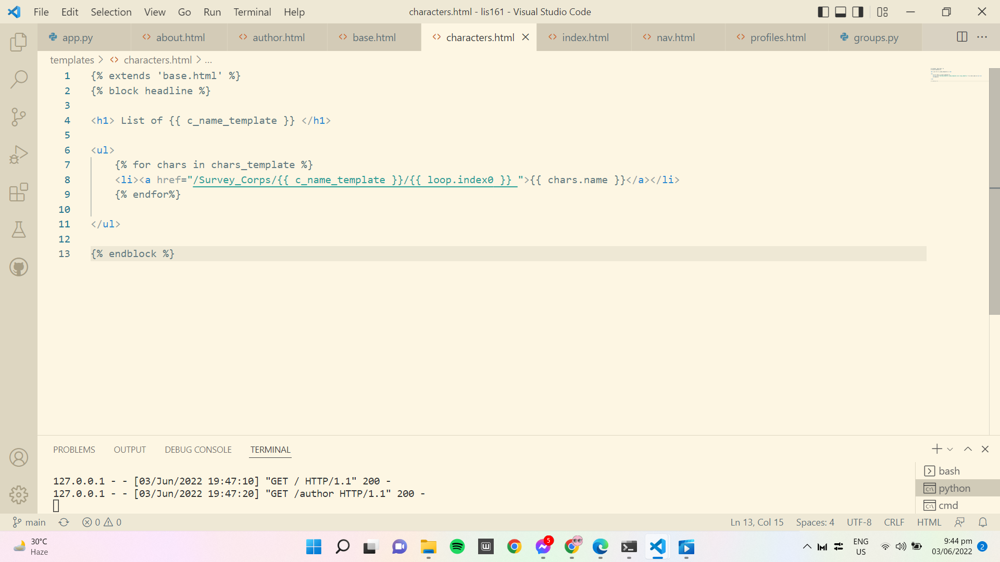 File Edit Selection View Go Run Terminal Help characters.html - lis161 - Visual Studio Code
app.py about.html author.html base.html characters.html index.html nav.html profiles.html groups.py
templates > characters.html > ...
1 {% extends 'base.html' %}
2 {% block headline %}
3
4 <h1> List of {{ c_name_template }} </h1>
5
6 <ul>
7 {% for chars in chars_template %}
8 <li><a href="/Survey_Corps/{{ c_name_template }}/{{ loop.index0 }} ">{{ chars.name }}</a></li>
9 {% endfor%}
10
11 </ul>
12
13 {% endblock %}
PROBLEMS OUTPUT DEBUG CONSOLE TERMINAL
127.0.0.1 - - [03/Jun/2022 19:47:10] "GET / HTTP/1.1" 200 -
127.0.0.1 - - [03/Jun/2022 19:47:20] "GET /author HTTP/1.1" 200 -
bash
python
cmd
main 0 0 Ln 13, Col 15 Spaces: 4 UTF-8 CRLF HTML
30°C
Haze
5
ENG
US
9:44 pm
03/06/2022
2